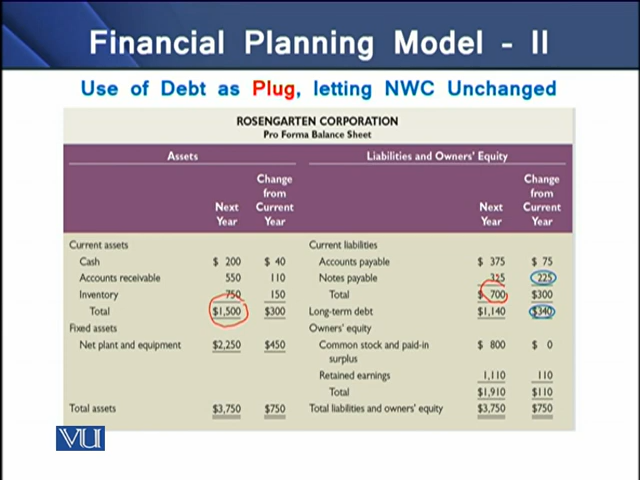 Financial Planning Model - II
Use of Debt as Plug, letting NWC Unchanged
ROSENGARTEN CORPORATION
Pro Forma Balance Sheet
Assets Liabilities and Owners' Equity
Change Change
from from
Next Current Next Current
Year Year Year Year
Current assets Current liabilities
Cash $ 200 $ 40 Accounts payable $ 375 $ 75
Accounts receivable 550 110 Notes payable 325 225
Inventory 750 150 Total $ 700 $300
Total $1,500 $300 Long-term debt $1,140 $340
Fixed assets Owners' equity
Net plant and equipment $2,250 $450 Common stock and paid-in $ 800 $ 0
surplus
Retained earnings 1,110 110
Total $1,910 $110
Total assets $3,750 $750 Total liabilities and owners' equity $3,750 $750
VU